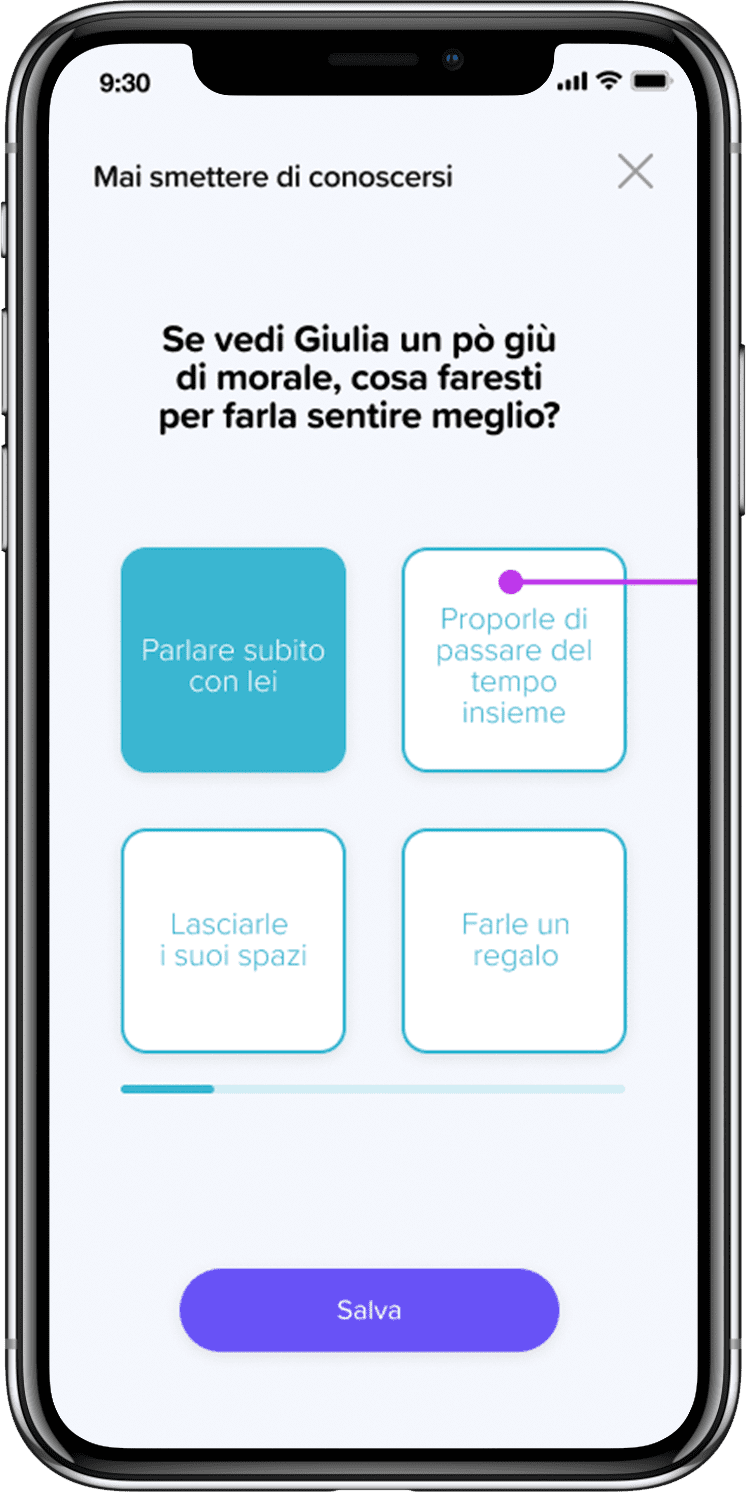 9:30
Mai smettere di conoscersi
Se vedi Giulia un pò giù
di morale, cosa faresti
per farla sentire meglio?
Parlare subito
con lei
Proporle di
passare del
tempo
insieme
Lasciarle
i suoi spazi
Farle un
regalo
Salva